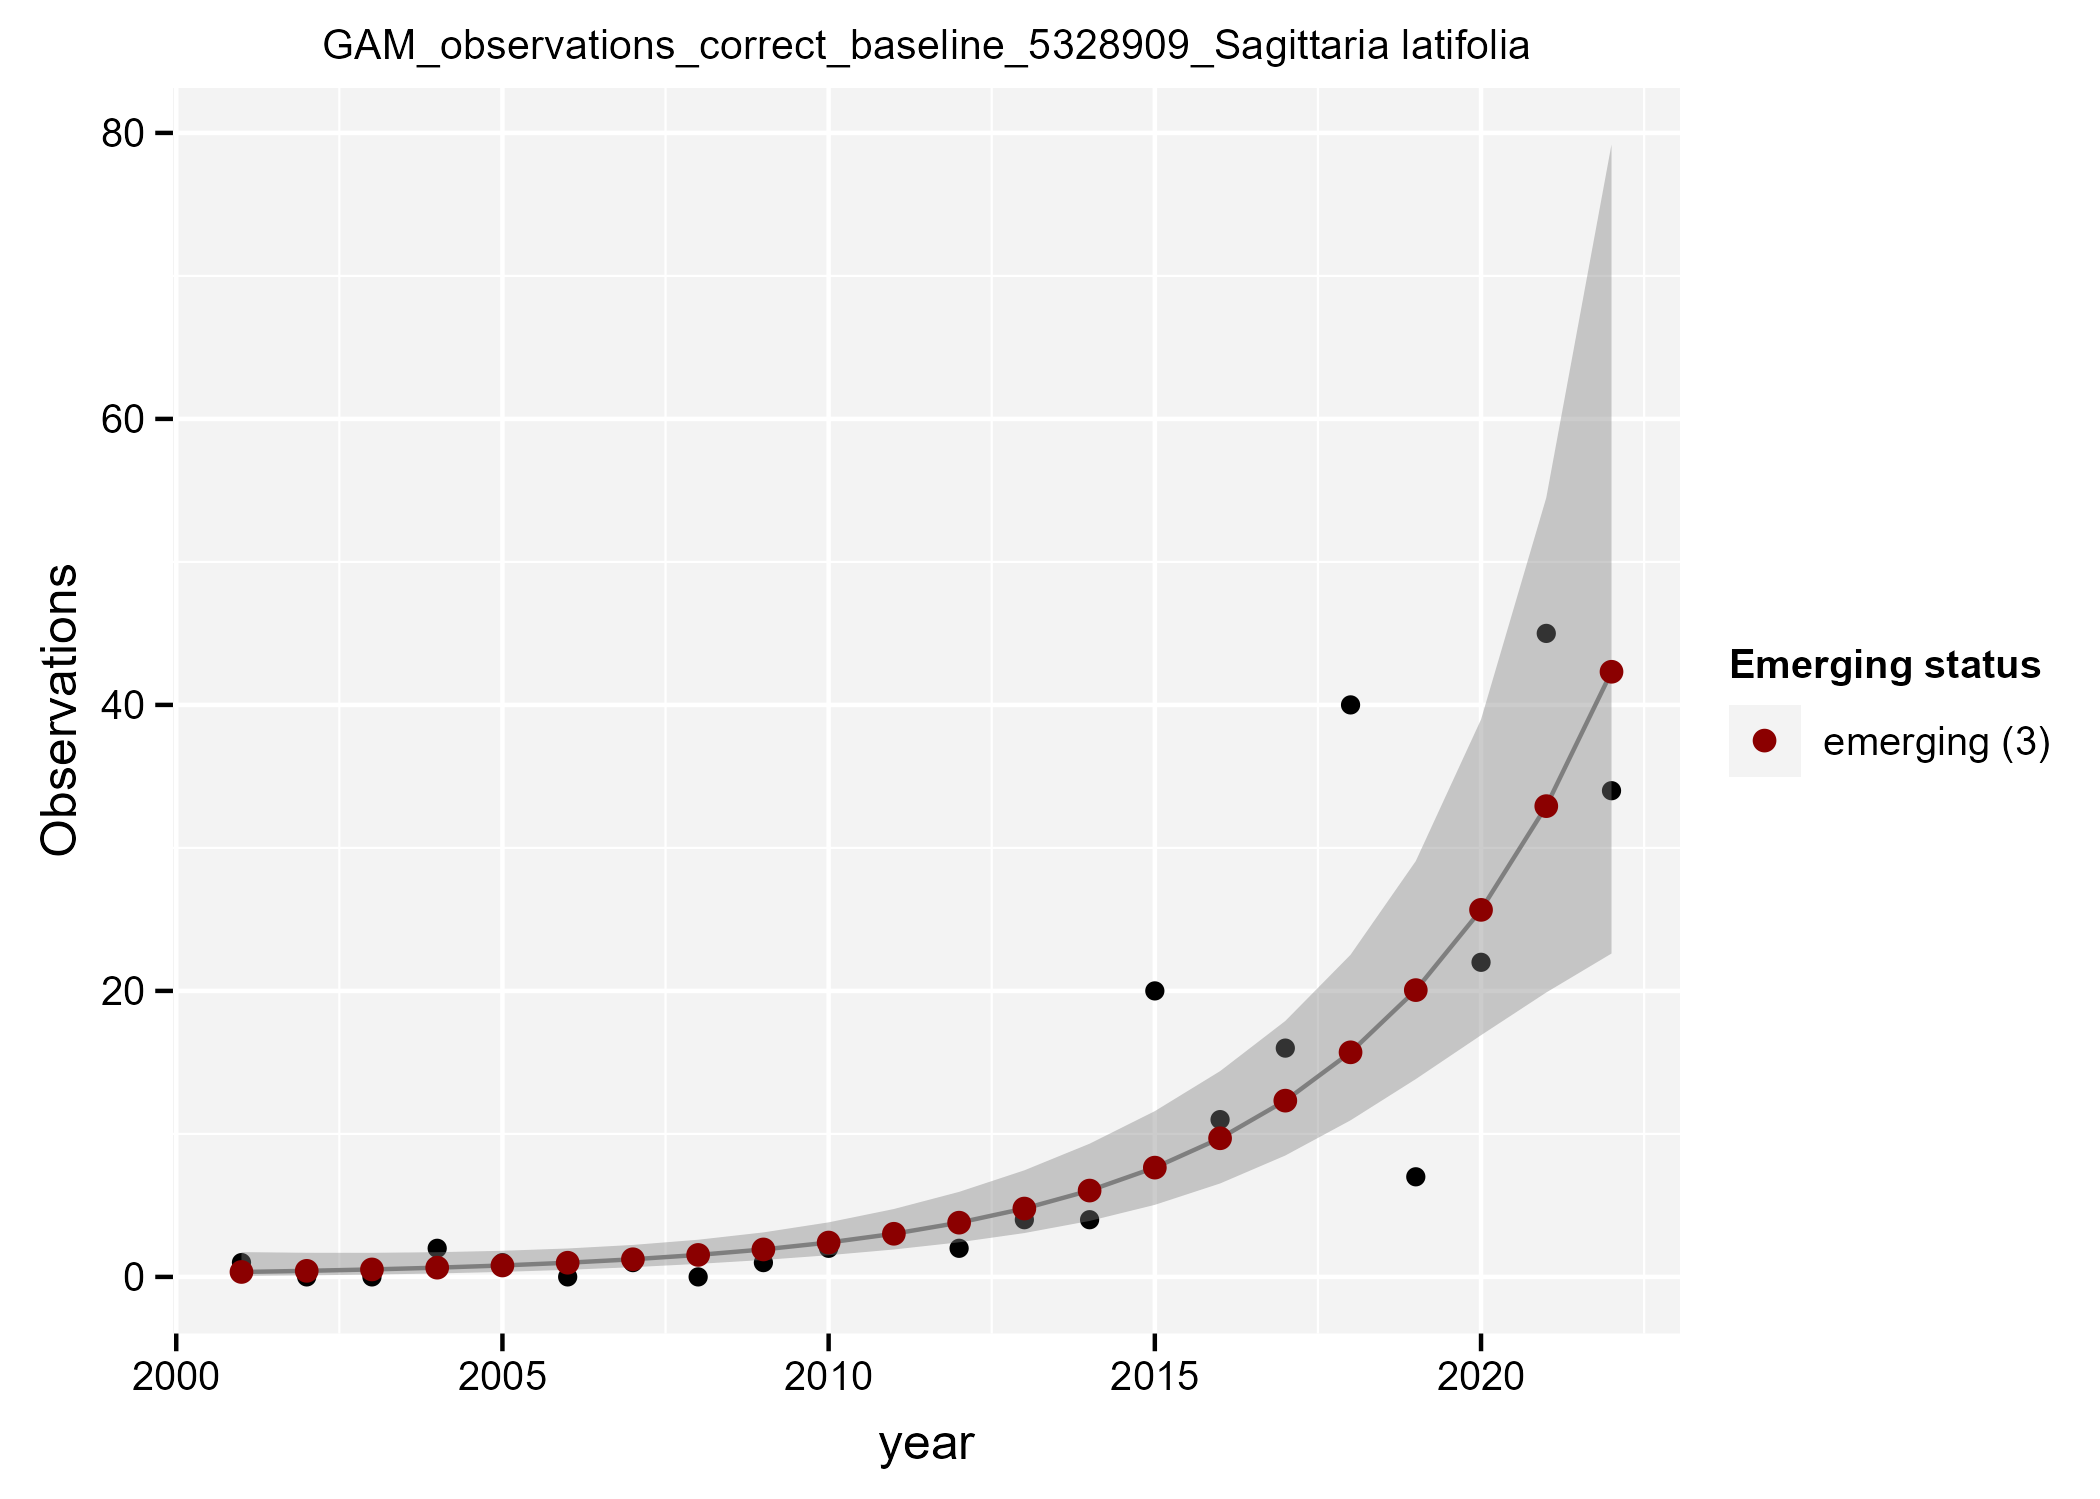 GAM_observations_correct_baseline_5328909_Sagittaria latifolia
80
60
40
20
0
Observations
2000 2005 2010 2015 2020
year
Emerging status
emerging (3)